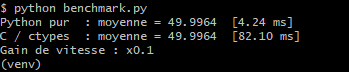 $ python benchmark.py
Python pur  : moyenne = 49.9964  [4.24 ms]
C / ctypes  : moyenne = 49.9964  [82.10 ms]
Gain de vitesse : x0.1
(venv)